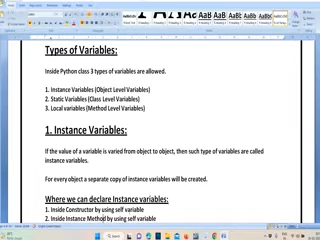 Types of Variables:
Inside Python class 3 types of variables are allowed.
1. Instance Variables (Object Level Variables)
2. Static Variables (Class Level Variables)
3. Local variables (Method Level Variables)
1. Instance Variables:
If the value of a variable is varied from object to object, then such type of variables are called
instance variables.
For every object a separate copy of instance variables will be created.
Where we can declare Instance variables:
1. Inside Constructor by using self variable
2. Inside Instance Method by using self variable
Search